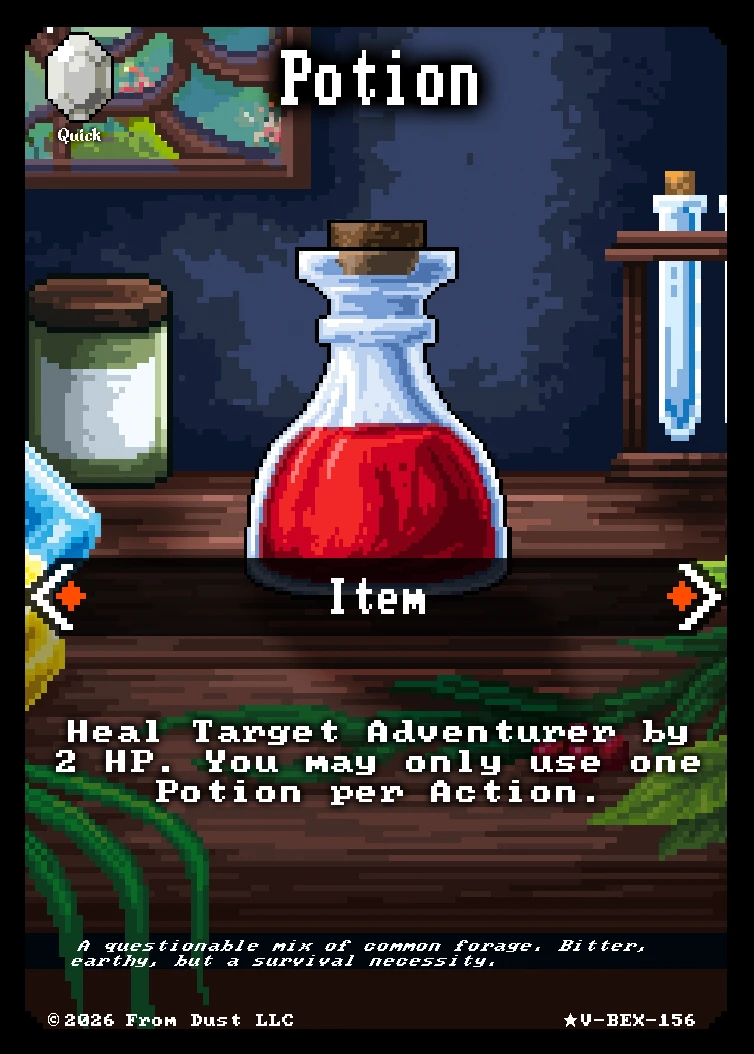 Potion
Quick
Item
Heal Target Adventurer by
2 HP. You may only use one
Potion per Action.
A questionable mix of common forage. Bitter,
earthy, but a survival necessity.
©2026 From Dust LLC
★V-BEX-156